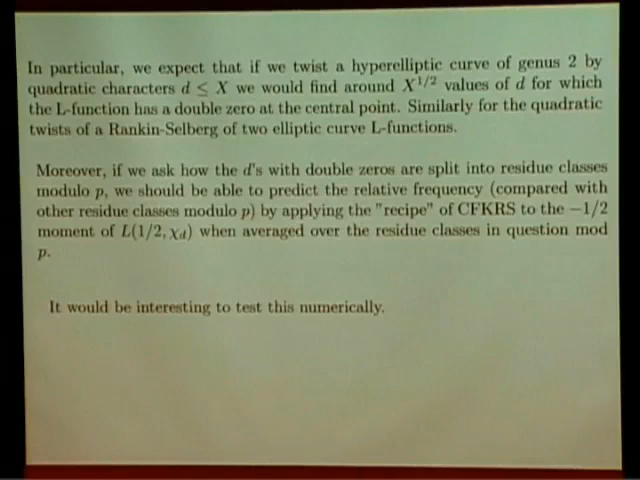 In particular, we expect that if we twist a hyperelliptic curve of genus 2 by
quadratic characters d ≤ X we would find around X^{1/2} values of d for which
the L-function has a double zero at the central point. Similarly for the quadratic
twists of a Rankin-Selberg of two elliptic curve L-functions.
Moreover, if we ask how the d's with double zeros are split into residue classes
modulo p, we should be able to predict the relative frequency (compared with
other residue classes modulo p) by applying the "recipe" of CFKRS to the −1/2
moment of L(1/2, χ_d) when averaged over the residue classes in question mod
p.
It would be interesting to test this numerically.